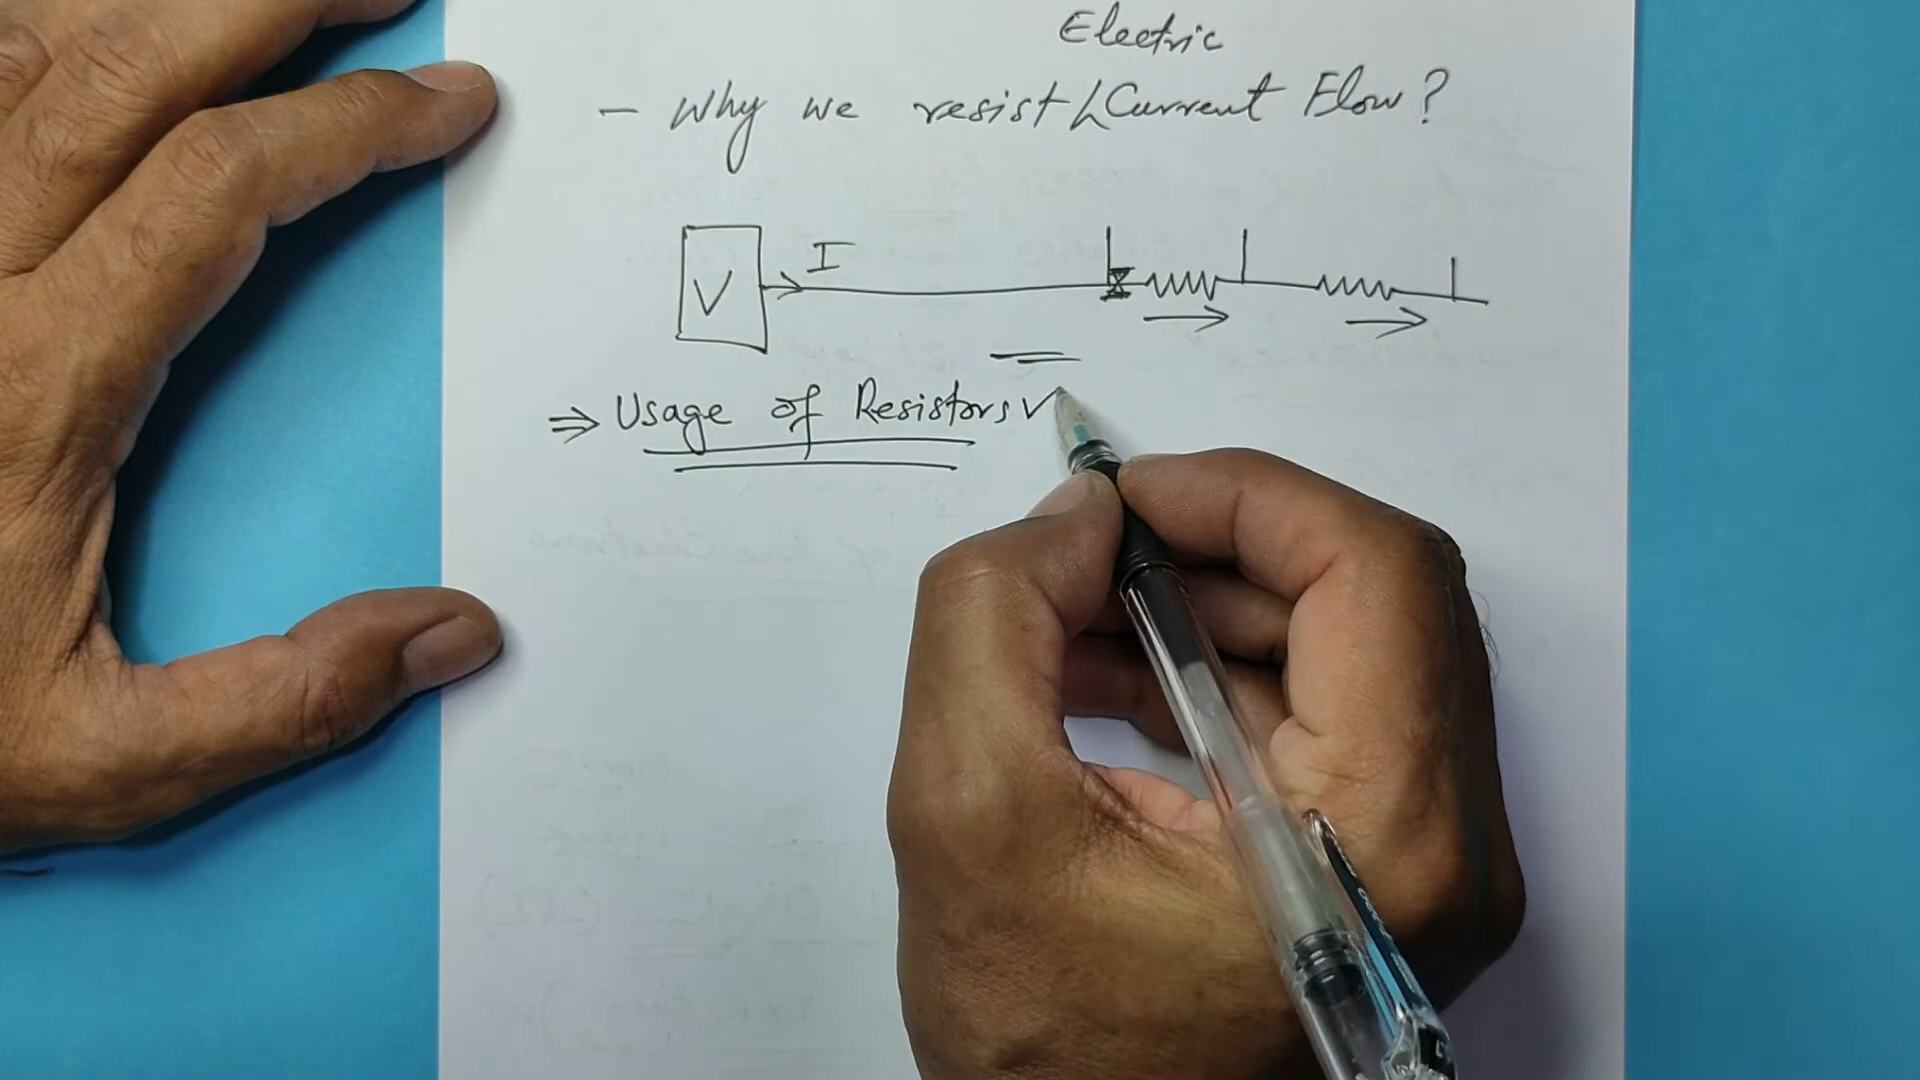 Electric
- Why we resist Current Flow?
V I
⇒ Usage of Resistors